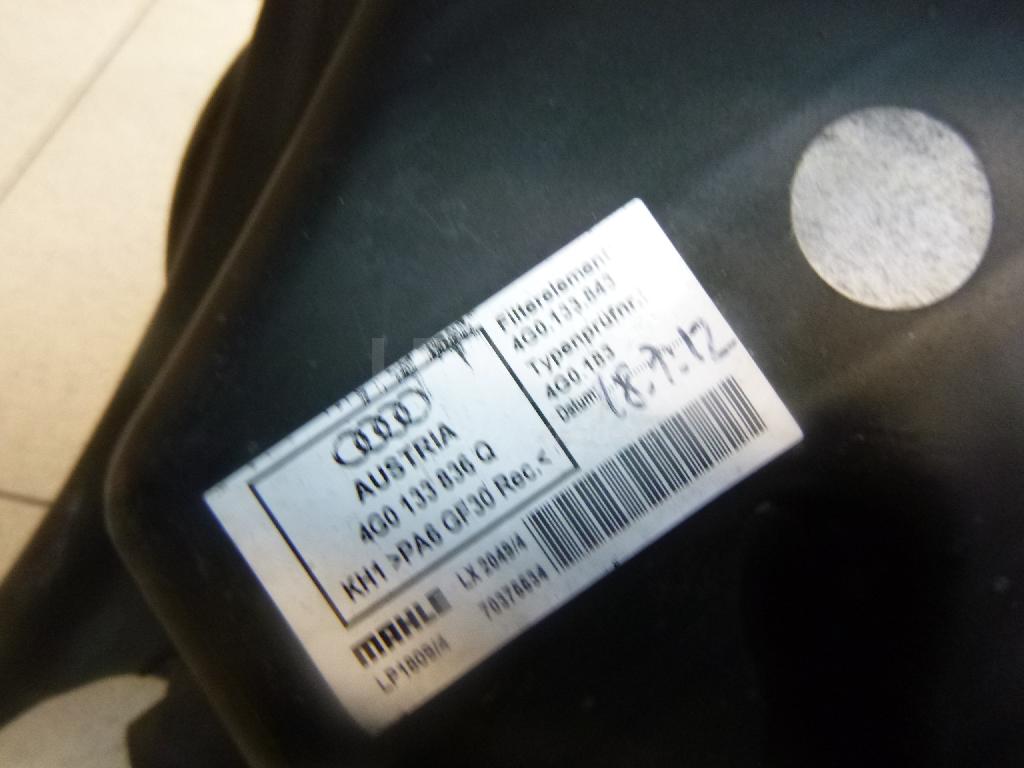 AUSTRIA
4G0 133 836 Q
KH1 >PA6 GF30 Rec.<
Filterelement
4G0.133.843
Typenprüfnr.:
4G0.183
Datum: 18.7.12
MAHLE LX 2049/4
LP1809/4 70376634